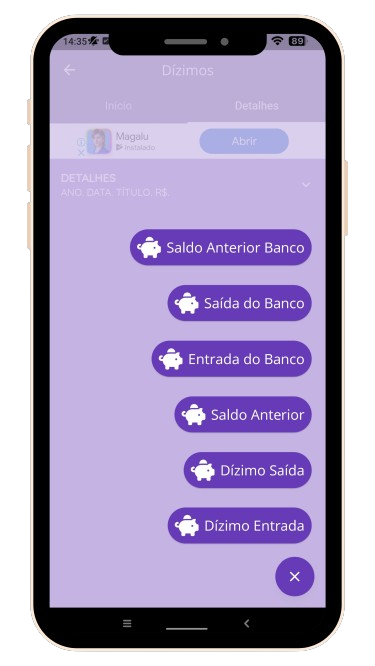 14:35
89
Dízimos
Início
Detalhes
Magalu
Instalado
Abrir
DETALHES
ANO, DATA, TÍTULO, R$
Saldo Anterior Banco
Saída do Banco
Entrada do Banco
Saldo Anterior
Dízimo Saída
Dízimo Entrada